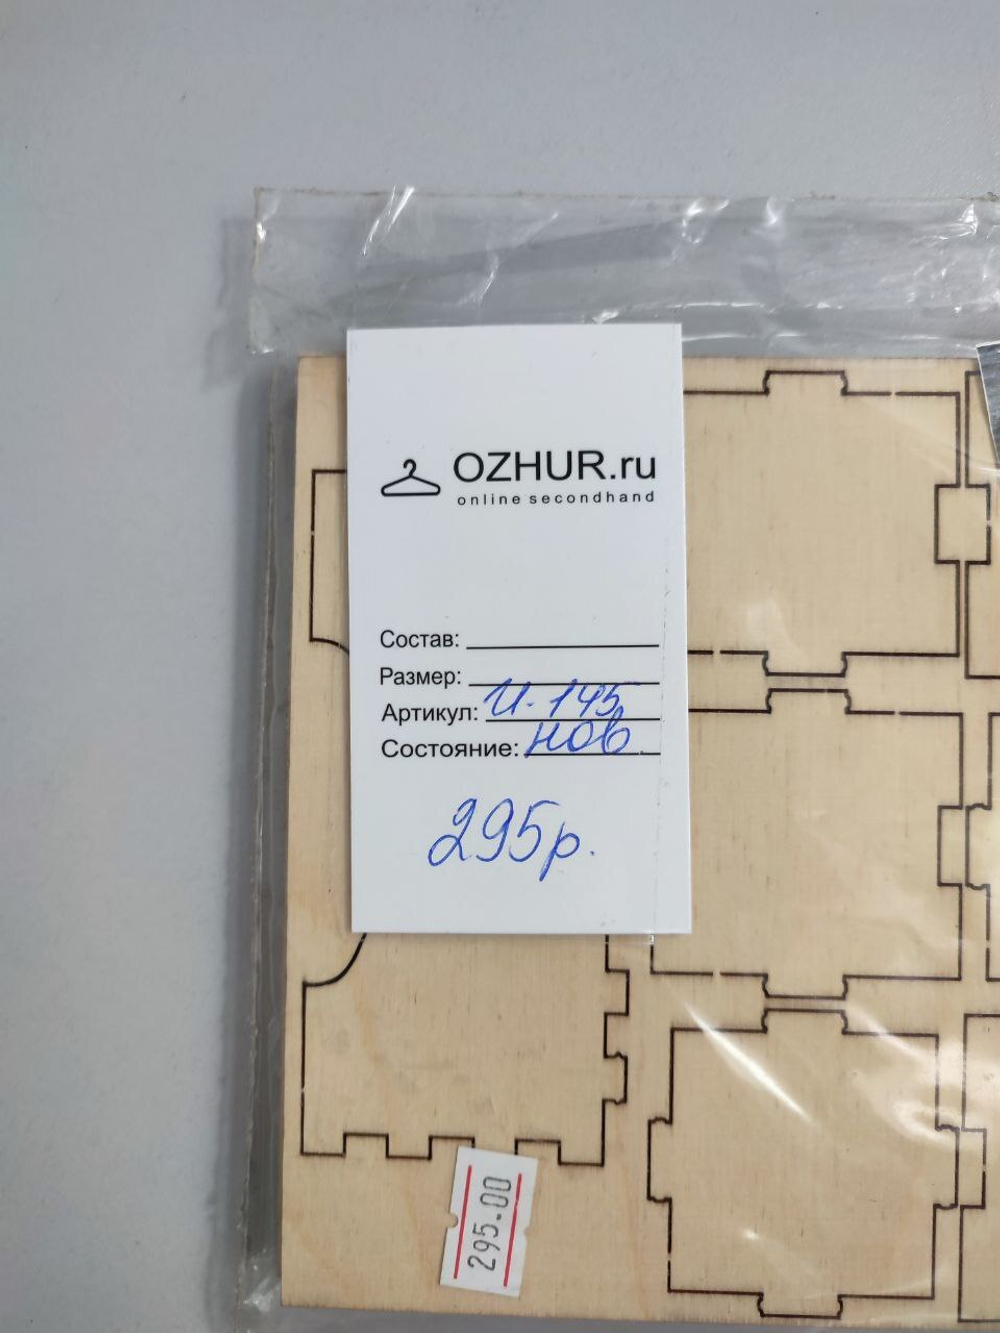 OZHUR.ru
online secondhand
Состав:
Размер:
Артикул: И-145
Состояние: нов.
295р.
295.00